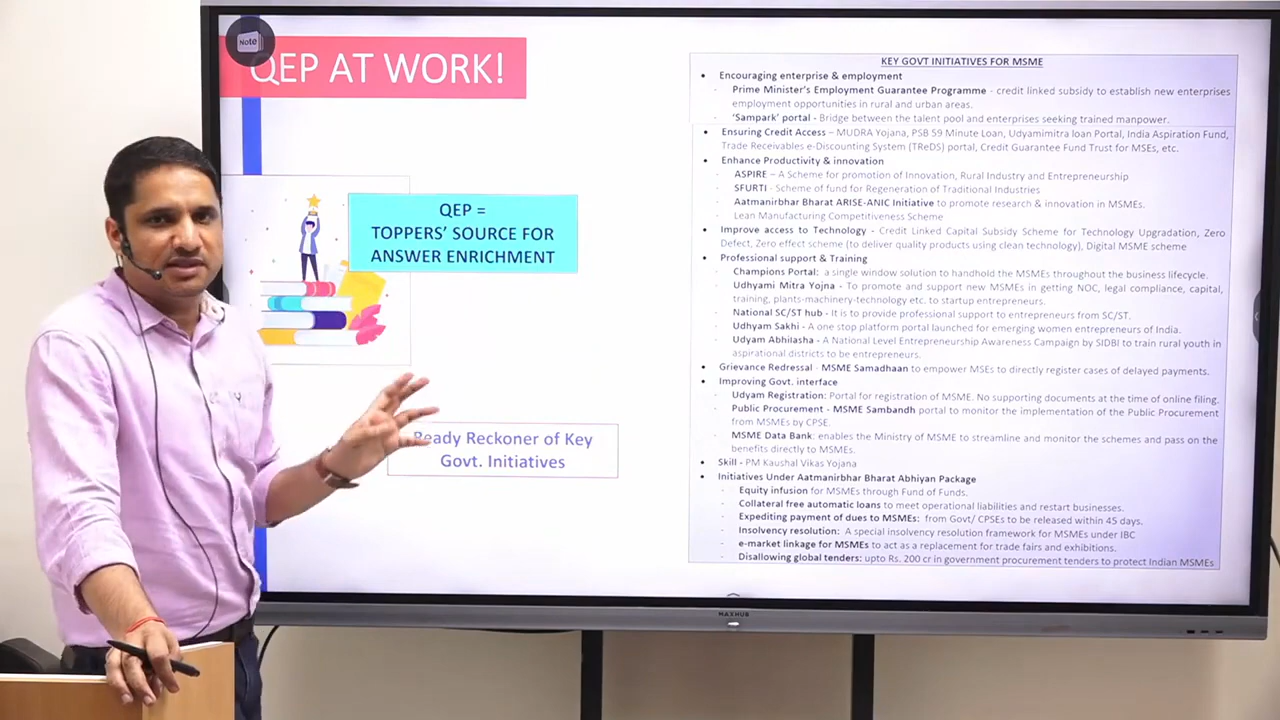 Note
QEP AT WORK!
QEP =
TOPPERS' SOURCE FOR
ANSWER ENRICHMENT
Ready Reckoner of Key
Govt. Initiatives
KEY GOVT INITIATIVES FOR MSME
• Encouraging enterprise & employment
- Prime Minister's Employment Guarantee Programme - credit linked subsidy to establish new enterprises
employment opportunities in rural and urban areas.
- 'Sampark' portal - Bridge between the talent pool and enterprises seeking trained manpower.
• Ensuring Credit Access – MUDRA Yojana, PSB 59 Minute Loan, Udyamimitra loan Portal, India Aspiration Fund,
Trade Receivables e-Discounting System (TReDS) portal, Credit Guarantee Fund Trust for MSEs, etc.
• Enhance Productivity & innovation
- ASPIRE – A Scheme for promotion of Innovation, Rural Industry and Entrepreneurship
- SFURTI - Scheme of fund for Regeneration of Traditional Industries
- Aatmanirbhar Bharat ARISE-ANIC Initiative to promote research & innovation in MSMEs.
- Lean Manufacturing Competitiveness Scheme
• Improve access to Technology - Credit Linked Capital Subsidy Scheme for Technology Upgradation, Zero
Defect, Zero effect scheme (to deliver quality products using clean technology), Digital MSME scheme
• Professional support & Training
- Champions Portal: a single window solution to handhold the MSMEs throughout the business lifecycle.
- Udhyami Mitra Yojna - To promote and support new MSMEs in getting NOC, legal compliance, capital,
training, plants-machinery-technology etc. to startup entrepreneurs.
- National SC/ST hub - It is to provide professional support to entrepreneurs from SC/ST.
- Udhyam Sakhi - A one stop platform portal launched for emerging women entrepreneurs of India.
- Udyam Abhilasha - A National Level Entrepreneurship Awareness Campaign by SIDBI to train rural youth in
aspirational districts to be entrepreneurs.
• Grievance Redressal - MSME Samadhaan to empower MSEs to directly register cases of delayed payments.
• Improving Govt. interface
- Udyam Registration: Portal for registration of MSME. No supporting documents at the time of online filing.
- Public Procurement - MSME Sambandh portal to monitor the implementation of the Public Procurement
from MSMEs by CPSE.
- MSME Data Bank: enables the Ministry of MSME to streamline and monitor the schemes and pass on the
benefits directly to MSMEs.
• Skill - PM Kaushal Vikas Yojana
• Initiatives Under Aatmanirbhar Bharat Abhiyan Package
- Equity infusion for MSMEs through Fund of Funds.
- Collateral free automatic loans to meet operational liabilities and restart businesses.
- Expediting payment of dues to MSMEs: from Govt/ CPSEs to be released within 45 days.
- Insolvency resolution: A special insolvency resolution framework for MSMEs under IBC
- e-market linkage for MSMEs to act as a replacement for trade fairs and exhibitions.
- Disallowing global tenders: upto Rs. 200 cr in government procurement tenders to protect Indian MSMEs
MAXHUB